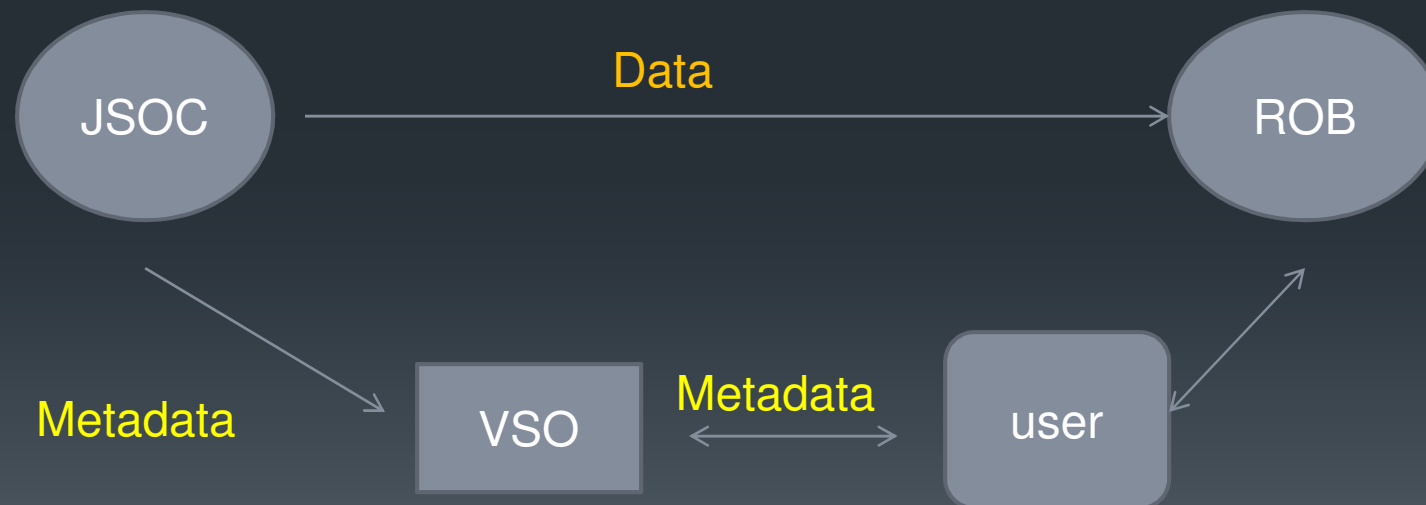 Data
JSOC
ROB
Metadata
Metadata
VSO
user